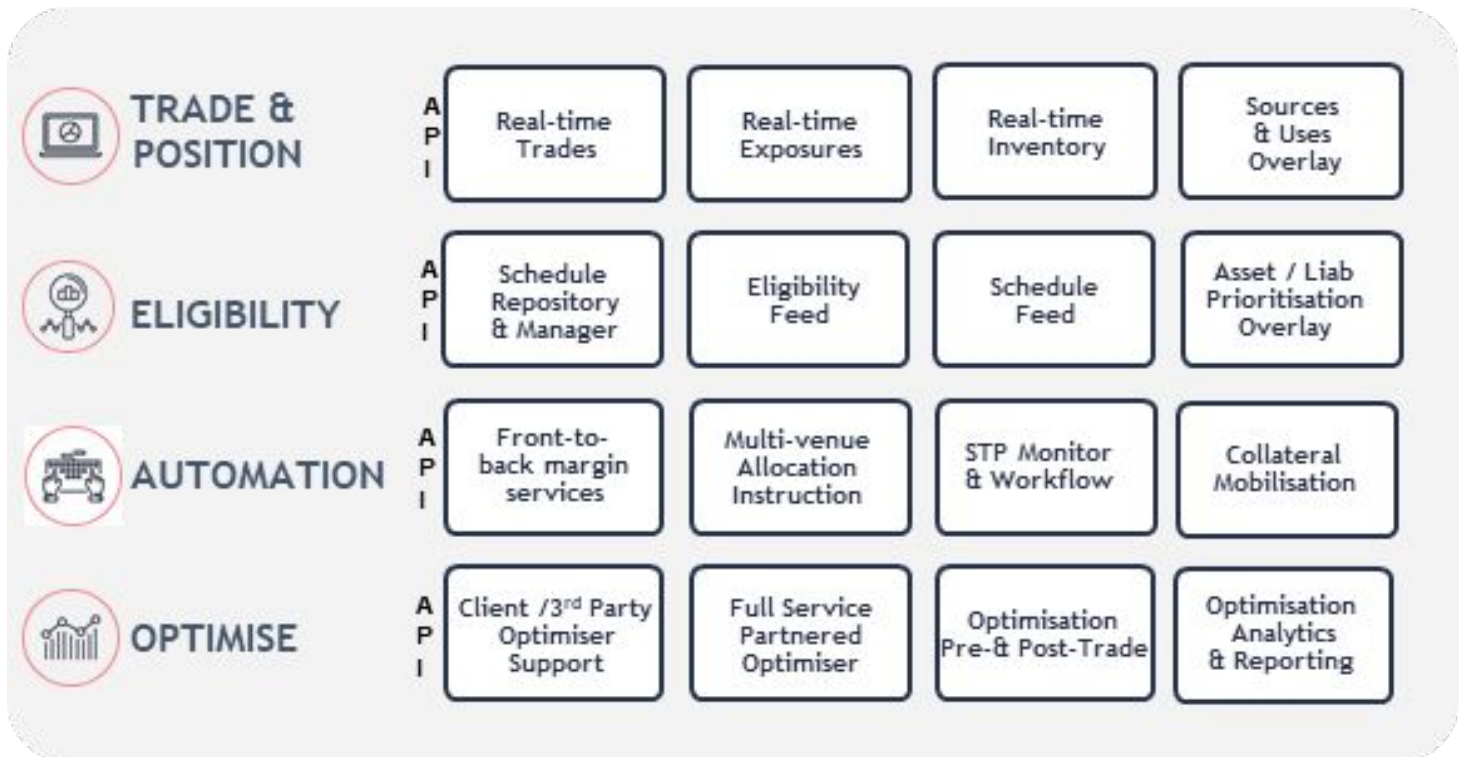 TRADE &
POSITION
A
P
I
Real-time
Trades
Real-time
Exposures
Real-time
Inventory
Sources
& Uses
Overlay
ELIGIBILITY
A
P
I
Schedule
Repository
& Manager
Eligibility
Feed
Schedule
Feed
Asset / Liab
Prioritisation
Overlay
AUTOMATION
A
P
I
Front-to-
back margin
services
Multi-venue
Allocation
Instruction
STP Monitor
& Workflow
Collateral
Mobilisation
OPTIMISE
A
P
I
Client /3rd Party
Optimiser
Support
Full Service
Partnered
Optimiser
Optimisation
Pre-& Post-Trade
Optimisation
Analytics
& Reporting